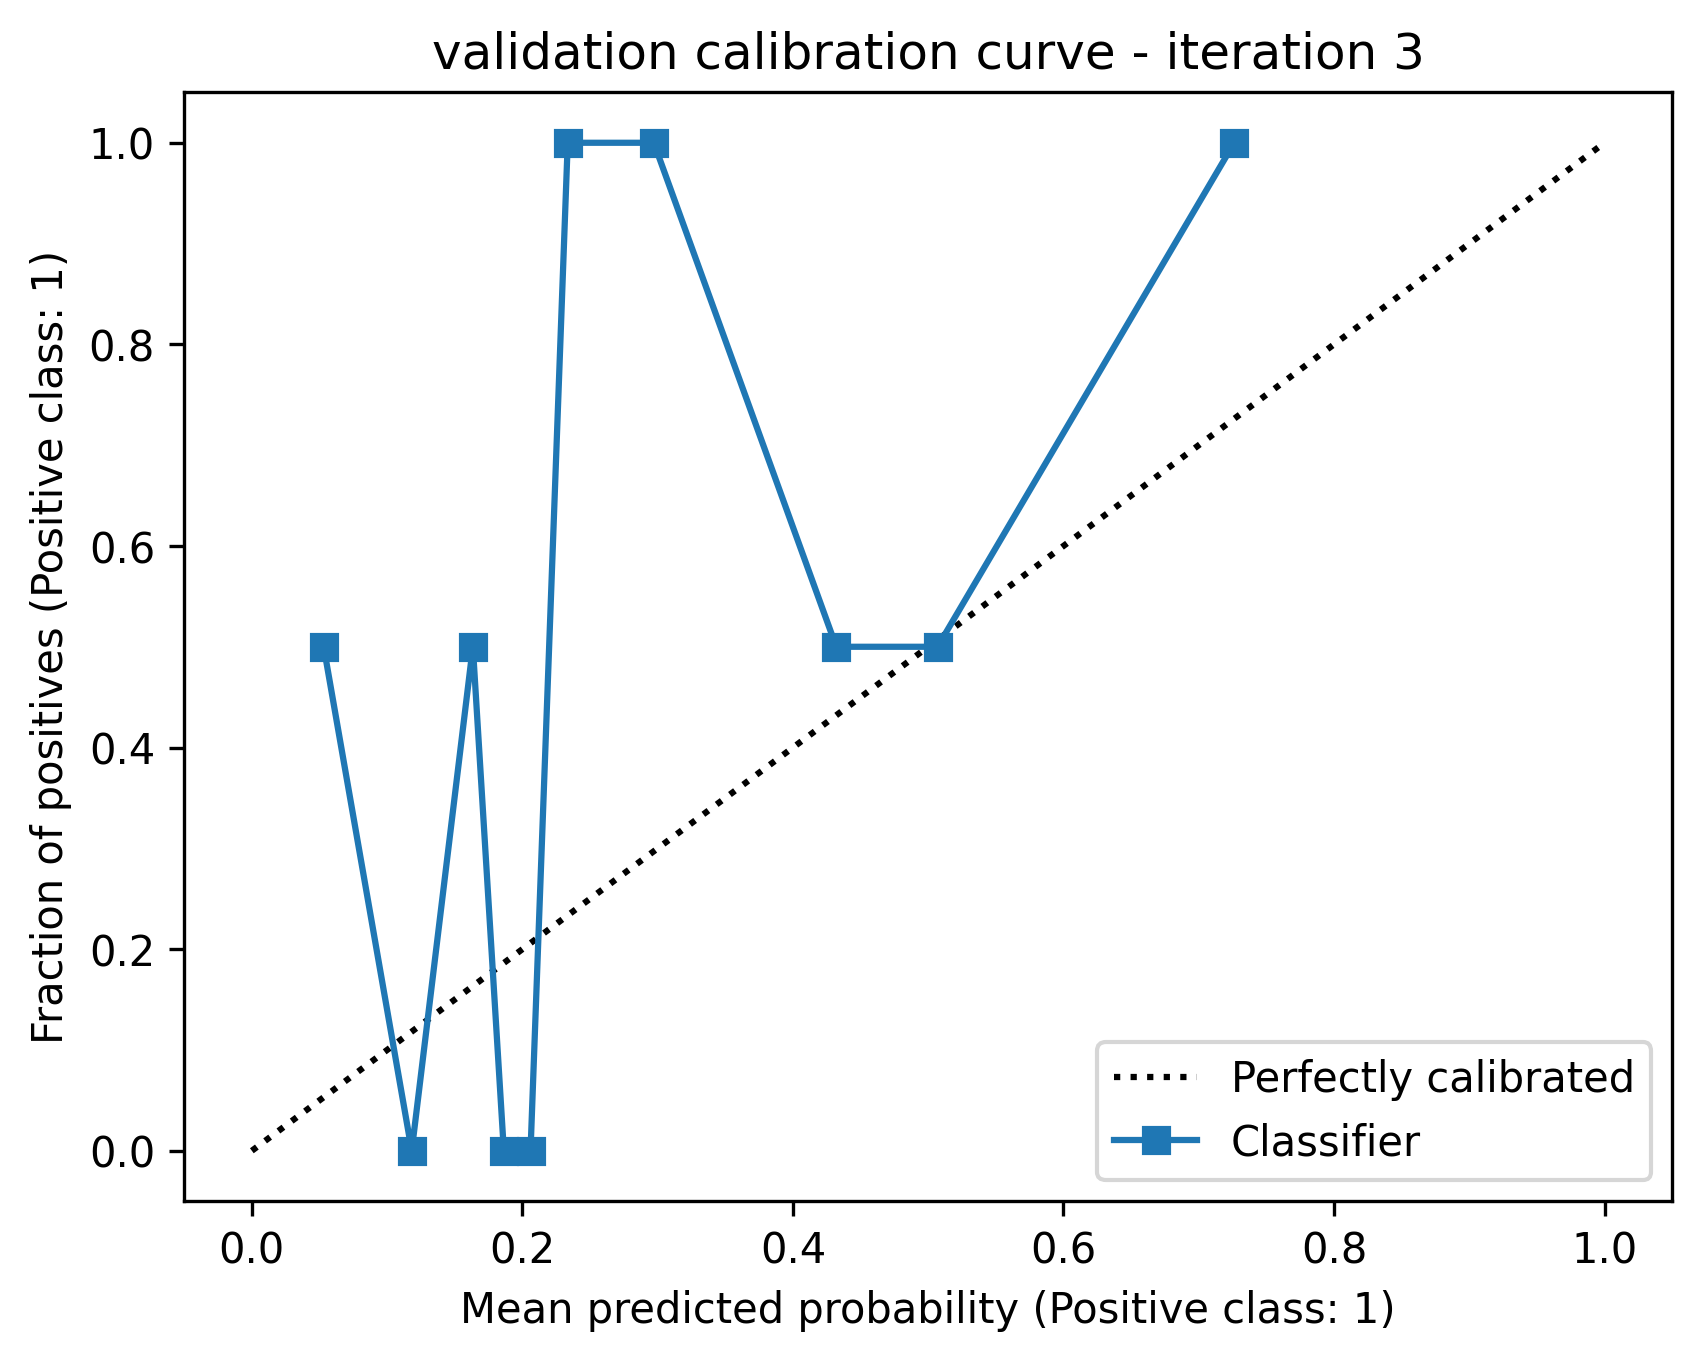 validation calibration curve - iteration 3
Fraction of positives (Positive class: 1)
1.0
0.8
0.6
0.4
0.2
0.0
0.0 0.2 0.4 0.6 0.8 1.0
Mean predicted probability (Positive class: 1)
Perfectly calibrated
Classifier